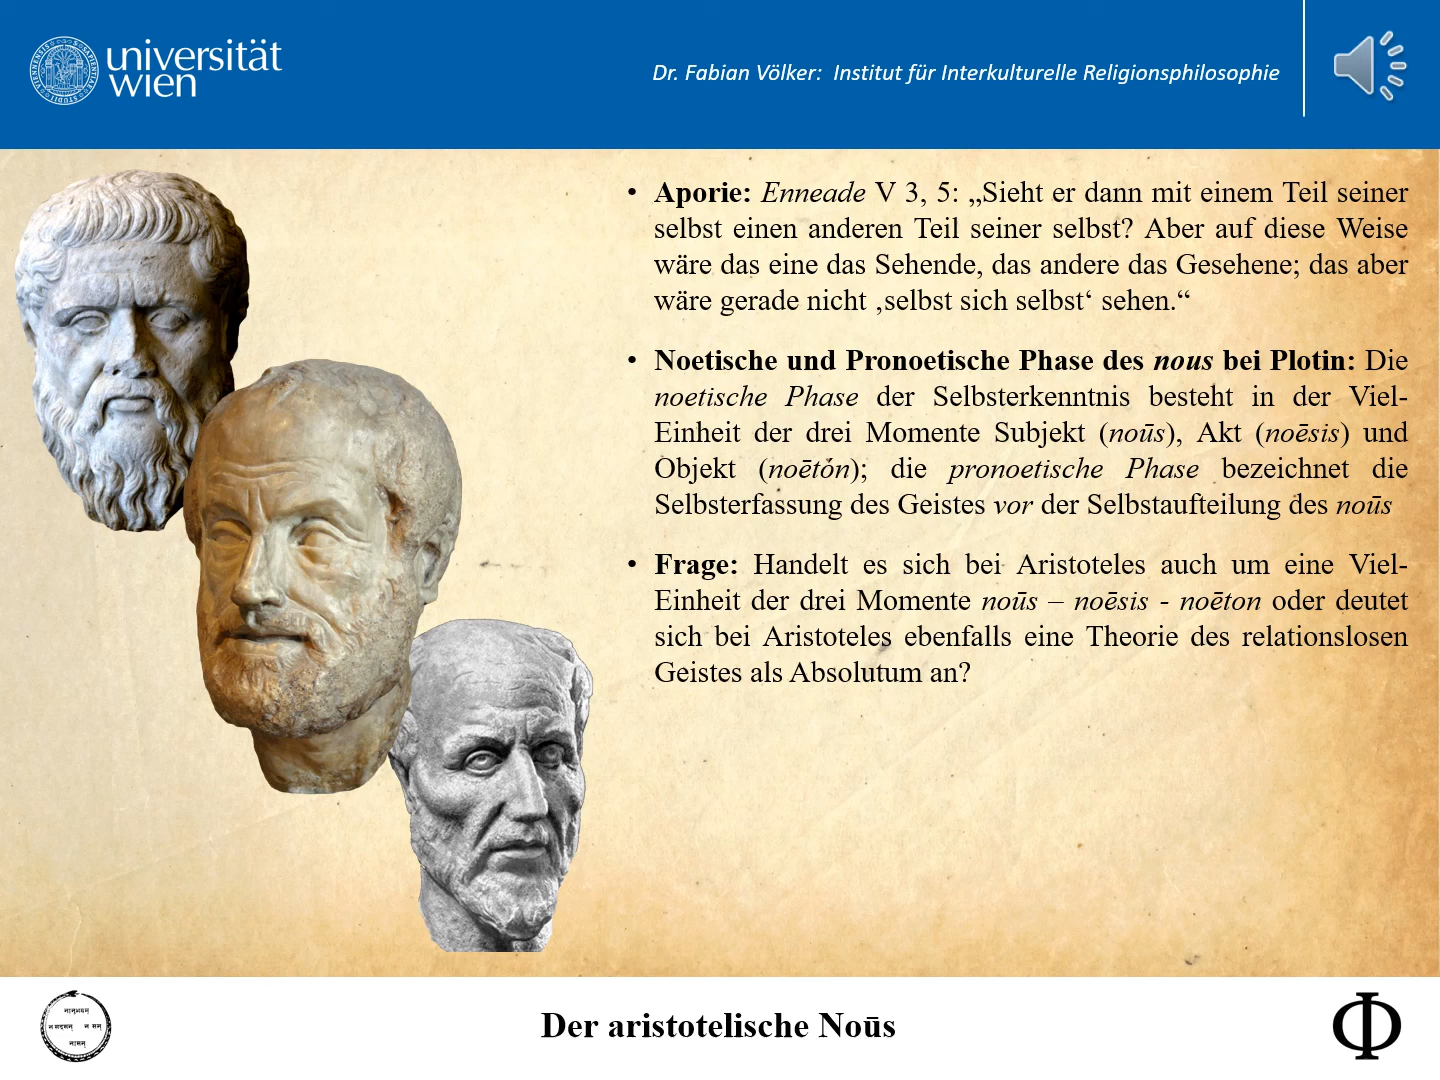 universität
wien
Dr. Fabian Völker:  Institut für Interkulturelle Religionsphilosophie
• Aporie: Enneade V 3, 5: „Sieht er dann mit einem Teil seiner
selbst einen anderen Teil seiner selbst? Aber auf diese Weise
wäre das eine das Sehende, das andere das Gesehene; das aber
wäre gerade nicht ‚selbst sich selbst‘ sehen.“
• Noetische und Pronoetische Phase des nous bei Plotin: Die
noetische Phase der Selbsterkenntnis besteht in der Viel-
Einheit der drei Momente Subjekt (noūs), Akt (noēsis) und
Objekt (noētón); die pronoetische Phase bezeichnet die
Selbsterfassung des Geistes vor der Selbstaufteilung des noūs
• Frage: Handelt es sich bei Aristoteles auch um eine Viel-
Einheit der drei Momente noūs – noēsis - noēton oder deutet
sich bei Aristoteles ebenfalls eine Theorie des relationslosen
Geistes als Absolutum an?
Der aristotelische Noūs
Φ